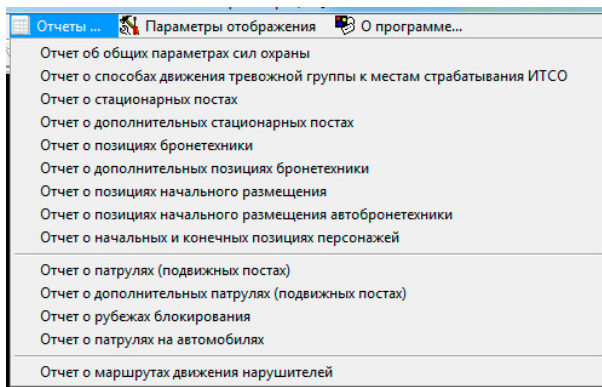 Отчеты ... Параметры отображения О программе...
Отчет об общих параметрах сил охраны
Отчет о способах движения тревожной группы к местам страбатывания ИТСО
Отчет о стационарных постах
Отчет о дополнительных стационарных постах
Отчет о позициях бронетехники
Отчет о дополнительных позициях бронетехники
Отчет о позициях начального размещения
Отчет о позициях начального размещения автобронетехники
Отчет о начальных и конечных позициях персонажей
Отчет о патрулях (подвижных постах)
Отчет о дополнительных патрулях (подвижных постах)
Отчет о рубежах блокирования
Отчет о патрулях на автомобилях
Отчет о маршрутах движения нарушителей